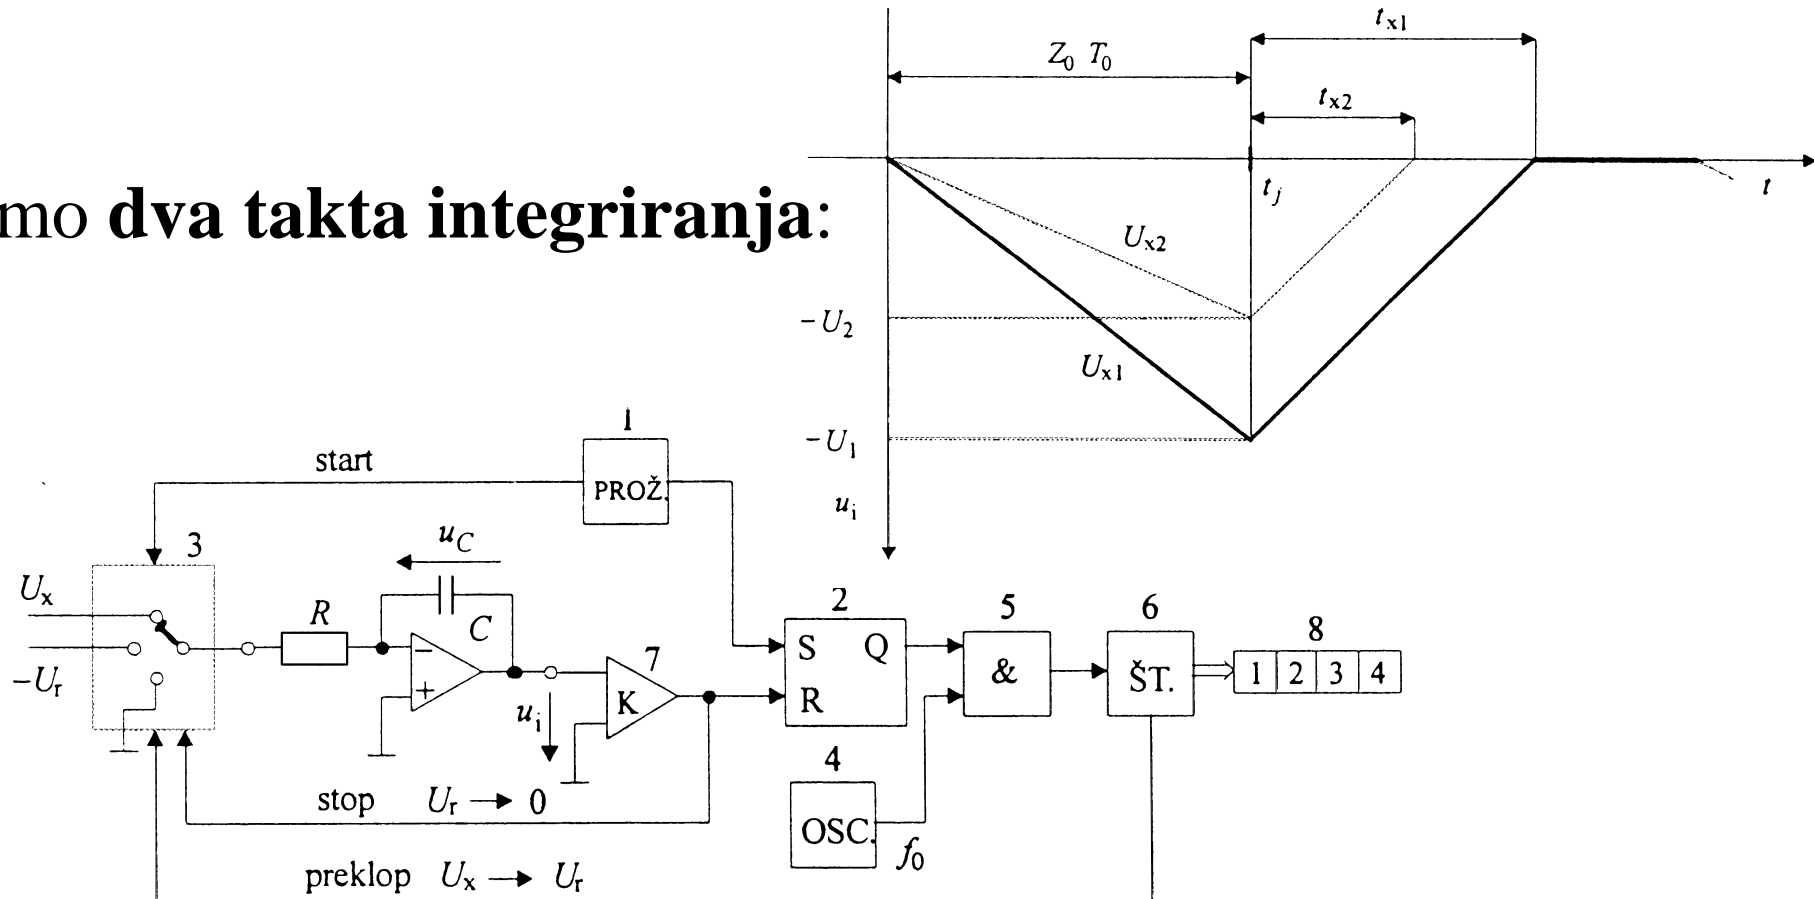 t_x1
Z_0 T_0
t_x2
mo dva takta integriranja:
t_j
t
U_x2
-U_2
U_x1
-U_1
u_i
1
start
PROŽ.
3
u_C
U_x
R
C
-U_r
-
+
u_i
7
K
2
S Q
R
5
&
6
ŠT.
8
1 2 3 4
4
OSC.
f_0
stop U_r → 0
preklop U_x → U_r